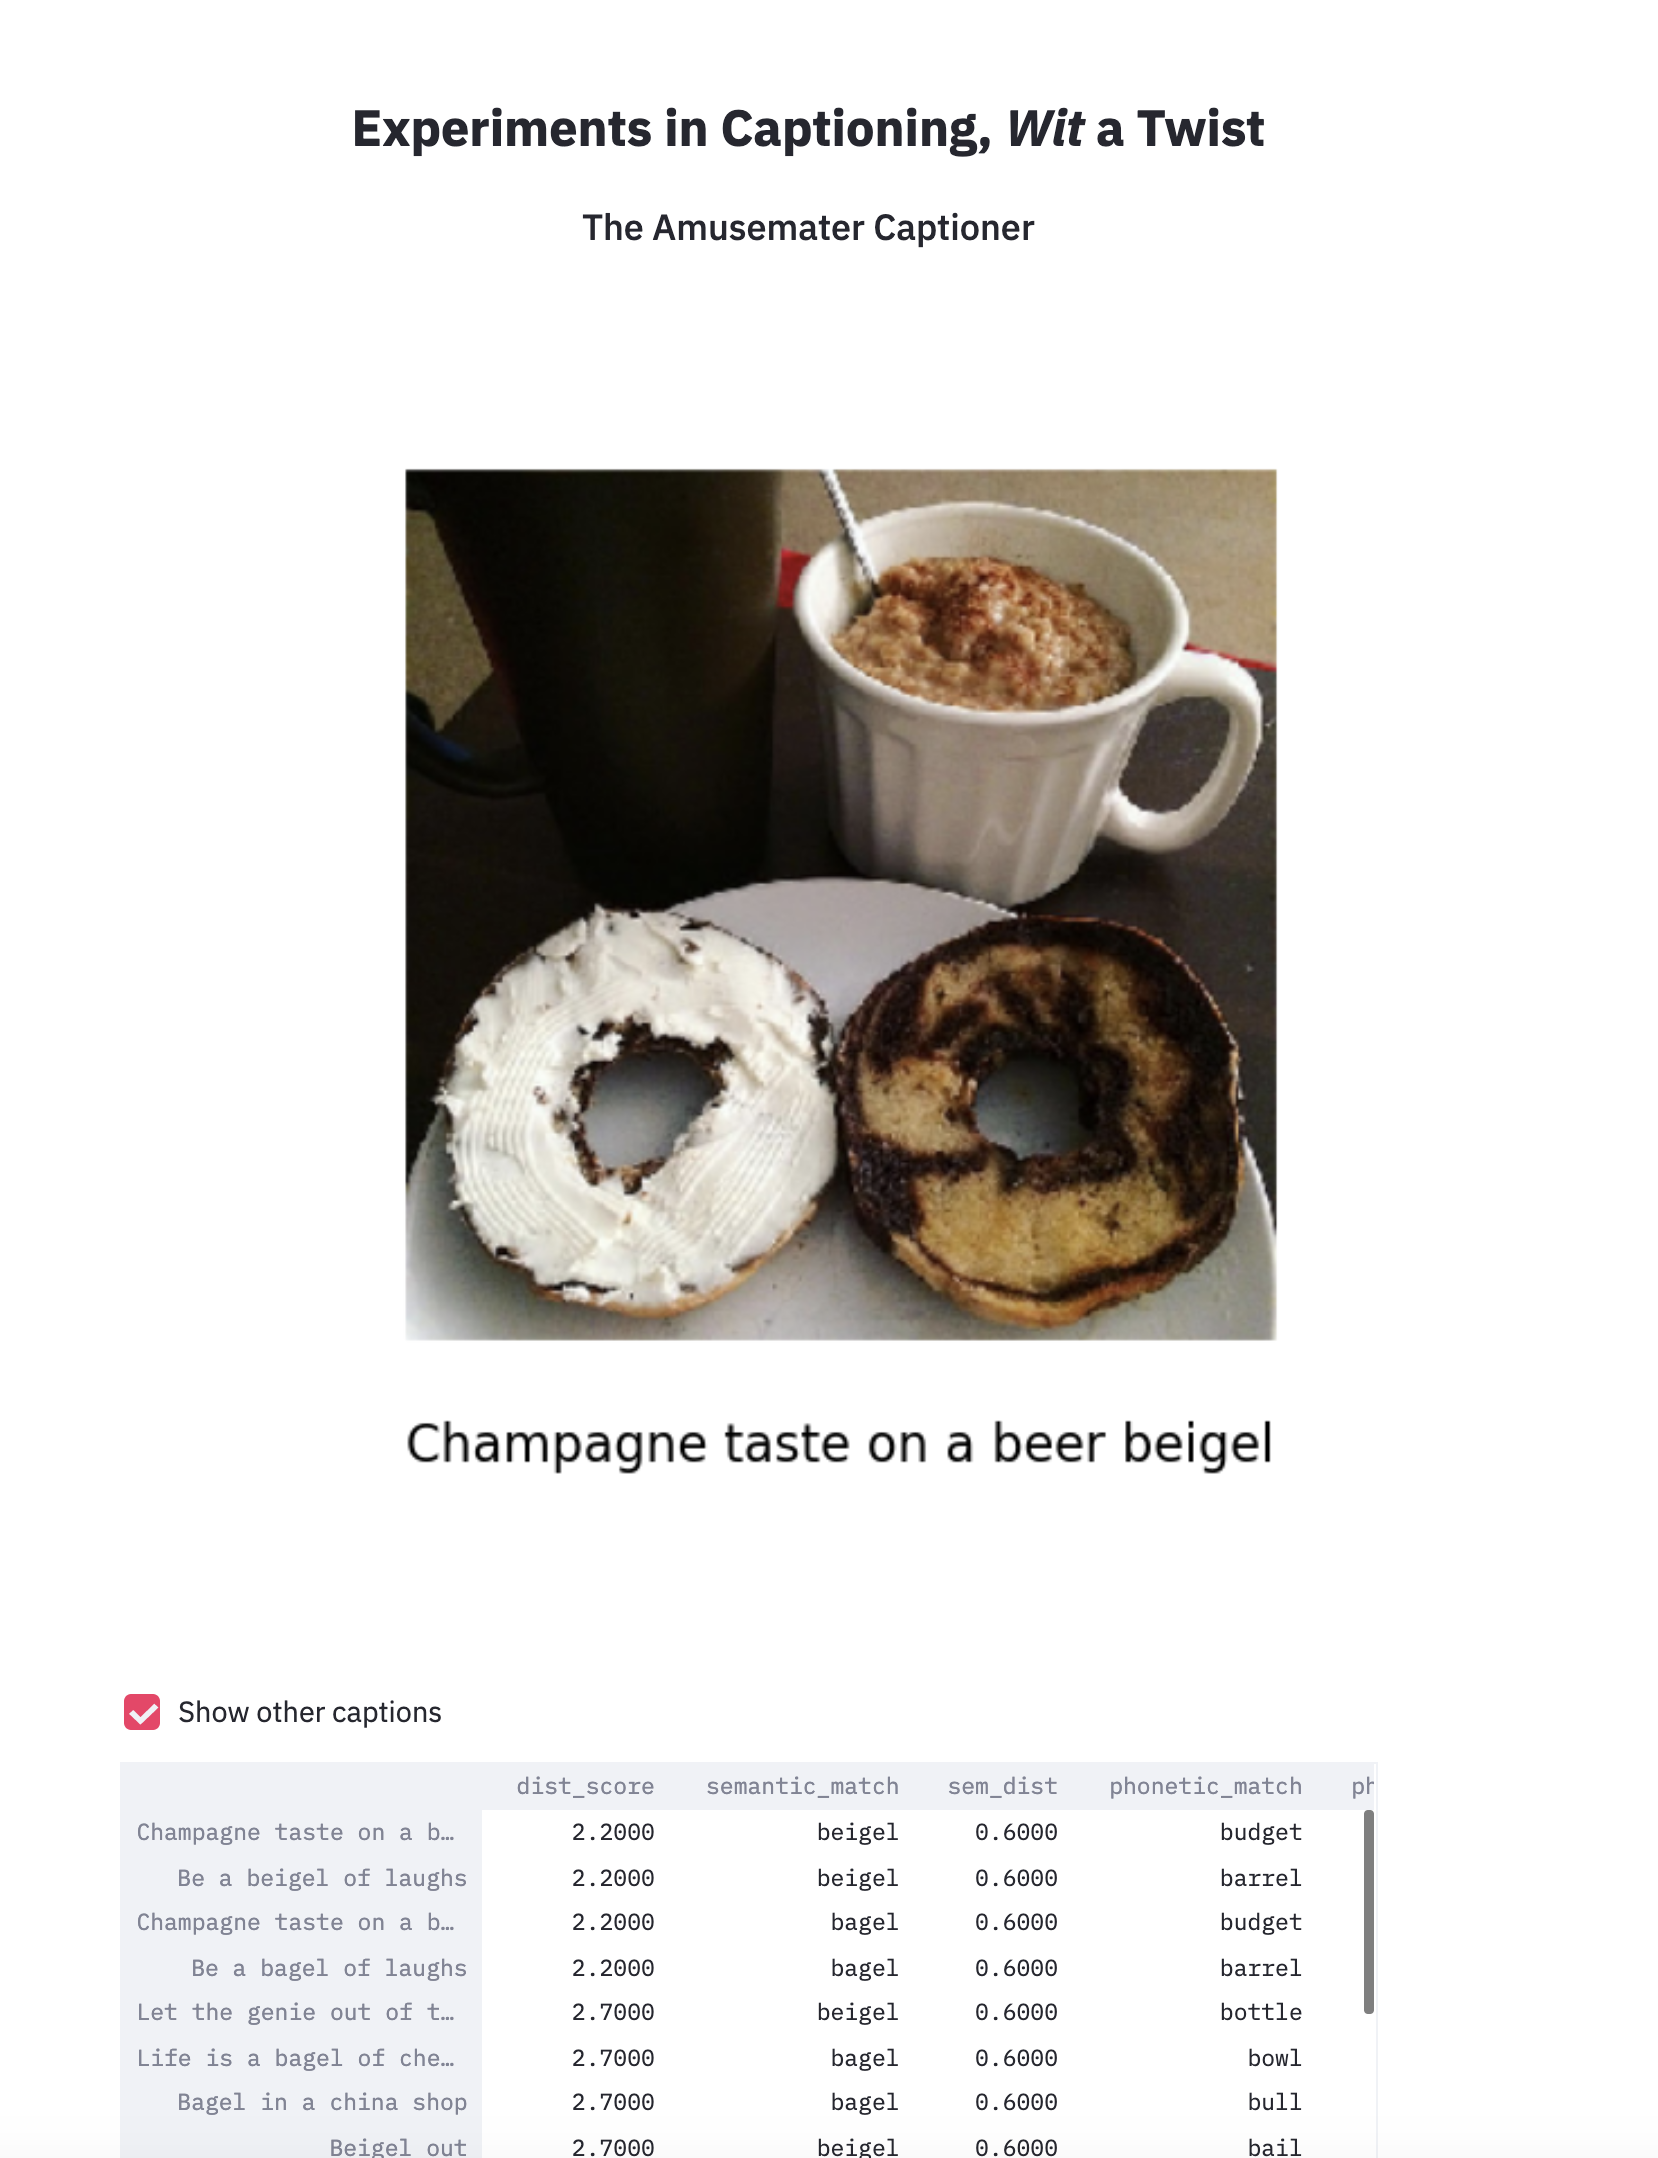 Experiments in Captioning, Wit a Twist
The Amusemater Captioner
Champagne taste on a beer beigel
Show other captions
dist_score semantic_match sem_dist phonetic_match ph
Champagne taste on a b… 2.2000 beigel 0.6000 budget
Be a beigel of laughs 2.2000 beigel 0.6000 barrel
Champagne taste on a b… 2.2000 bagel 0.6000 budget
Be a bagel of laughs 2.2000 bagel 0.6000 barrel
Let the genie out of t… 2.7000 beigel 0.6000 bottle
Life is a bagel of che… 2.7000 bagel 0.6000 bowl
Bagel in a china shop 2.7000 bagel 0.6000 bull
Beigel out 2.7000 beigel 0.6000 bail